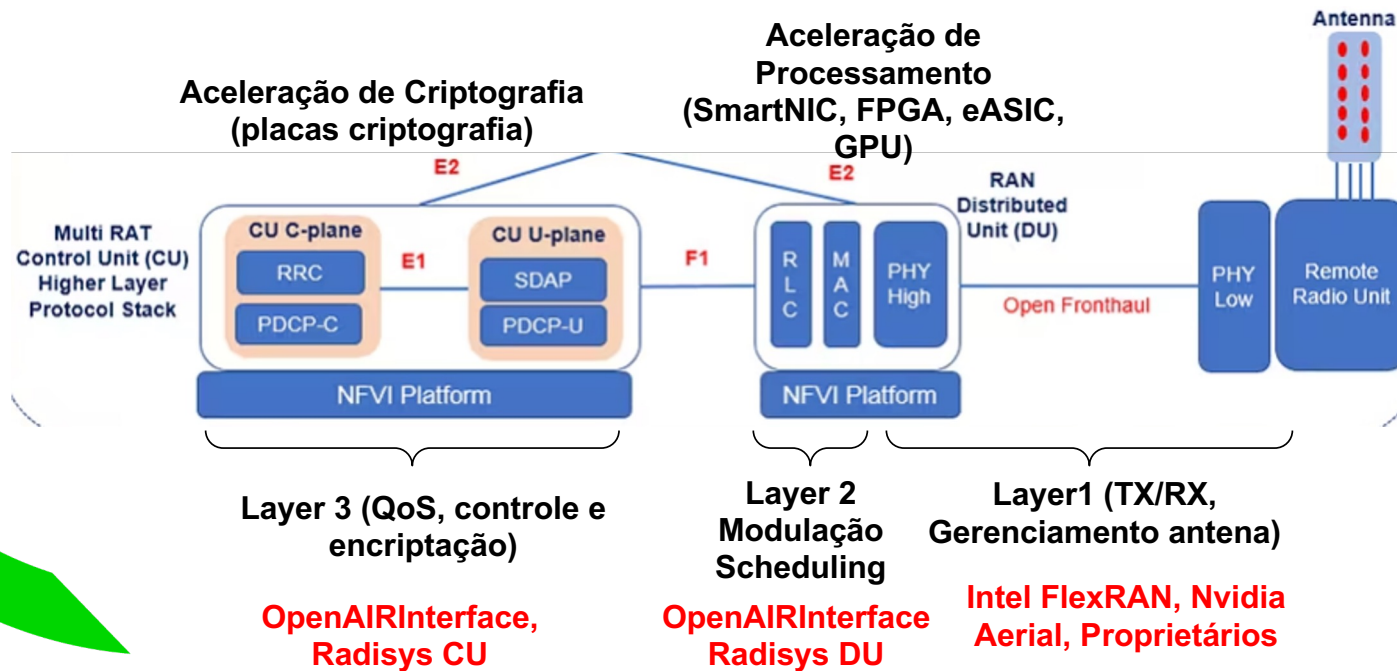 Antenna
Aceleração de
Processamento
(SmartNIC, FPGA, eASIC,
GPU)
Aceleração de Criptografia
(placas criptografia)
E2
E2
RAN
Distributed
Unit (DU)
Multi RAT
Control Unit (CU)
Higher Layer
Protocol Stack
CU C-plane
RRC
PDCP-C
E1
CU U-plane
SDAP
PDCP-U
F1
RLC
MAC
PHY
High
Open Fronthaul
PHY
Low
Remote
Radio Unit
NFVI Platform
NFVI Platform
Layer 3 (QoS, controle e
encriptação)
Layer 2
Modulação
Scheduling
Layer1 (TX/RX,
Gerenciamento antena)
OpenAIRInterface,
Radisys CU
OpenAIRInterface
Radisys DU
Intel FlexRAN, Nvidia
Aerial, Proprietários